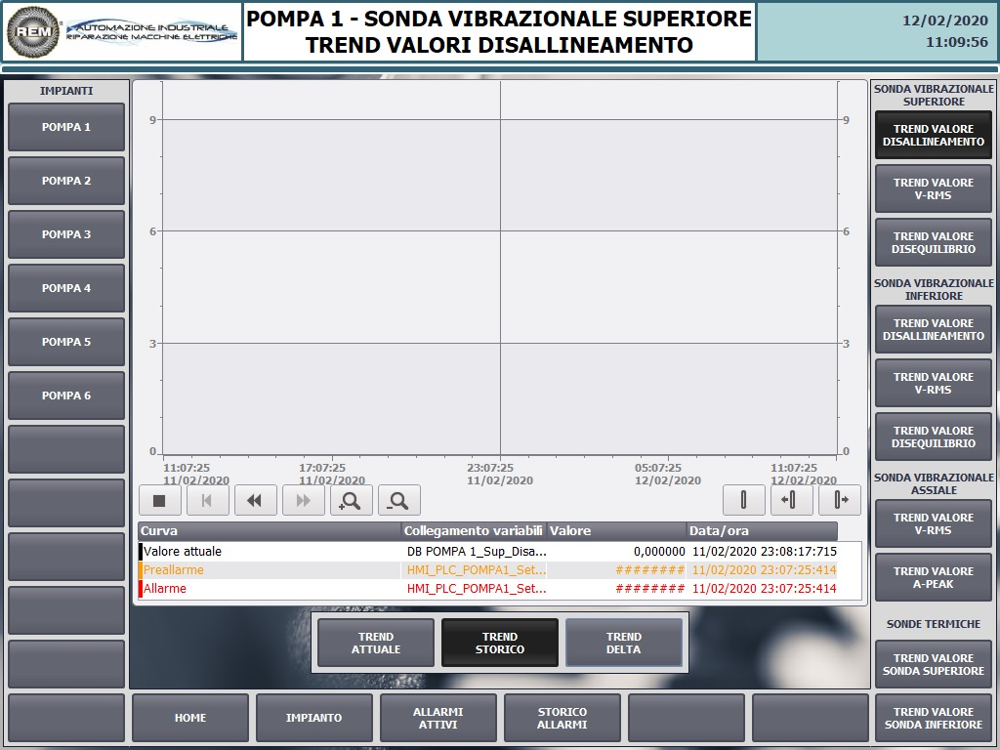 REM
AUTOMAZIONE INDUSTRIALE
RIPARAZIONE MACCHINE ELETTRICHE
POMPA 1 - SONDA VIBRAZIONALE SUPERIORE
TREND VALORI DISALLINEAMENTO
12/02/2020
11:09:56
IMPIANTI
POMPA 1
POMPA 2
POMPA 3
POMPA 4
POMPA 5
POMPA 6
9
9
6
6
3
3
0
0
11:07:25
11/02/2020
17:07:25
11/02/2020
23:07:25
11/02/2020
05:07:25
12/02/2020
11:07:25
12/02/2020
Curva Collegamento variabili Valore Data/ora
Valore attuale DB POMPA 1_Sup_Disa... 0,000000 11/02/2020 23:08:17:715
Preallarme HMI_PLC_POMPA1_Set... ######## 11/02/2020 23:07:25:414
Allarme HMI_PLC_POMPA1_Set... ######## 11/02/2020 23:07:25:414
TREND
ATTUALE
TREND
STORICO
TREND
DELTA
SONDA VIBRAZIONALE
SUPERIORE
TREND VALORE
DISALLINEAMENTO
TREND VALORE
V-RMS
TREND VALORE
DISEQUILIBRIO
SONDA VIBRAZIONALE
INFERIORE
TREND VALORE
DISALLINEAMENTO
TREND VALORE
V-RMS
TREND VALORE
DISEQUILIBRIO
SONDA VIBRAZIONALE
ASSIALE
TREND VALORE
V-RMS
TREND VALORE
A-PEAK
SONDE TERMICHE
TREND VALORE
SONDA SUPERIORE
TREND VALORE
SONDA INFERIORE
HOME
IMPIANTO
ALLARMI
ATTIVI
STORICO
ALLARMI